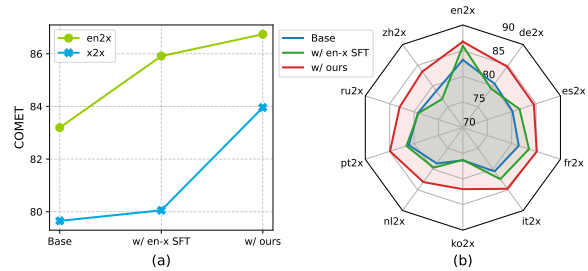 en2x
x2x
COMET
86
84
82
80
Base
w/ en-x SFT
w/ ours
(a)
Base
w/ en-x SFT
w/ ours
en2x
de2x
es2x
fr2x
it2x
ko2x
nl2x
pt2x
ru2x
zh2x
90
85
80
75
70
(b)